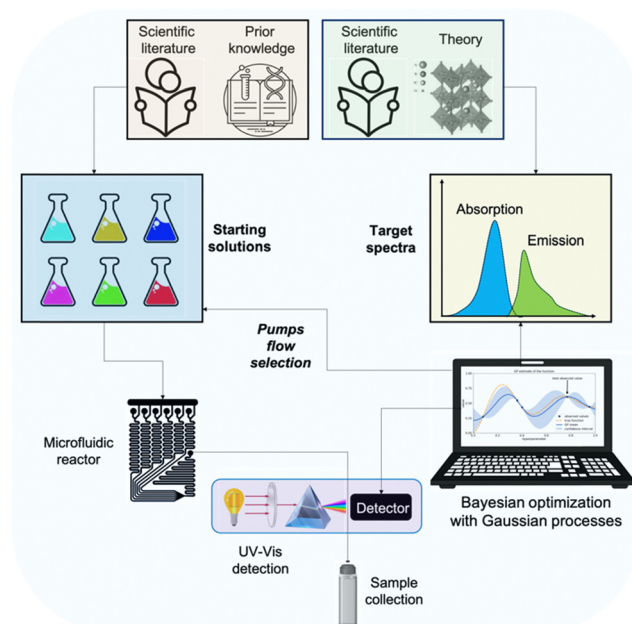 Scientific
literature
Prior
knowledge
Scientific
literature
Theory
Starting
solutions
Target
spectra
Absorption
Emission
Pumps
flow
selection
Microfluidic
reactor
Detector
UV-Vis
detection
Bayesian optimization
with Gaussian processes
Sample
collection